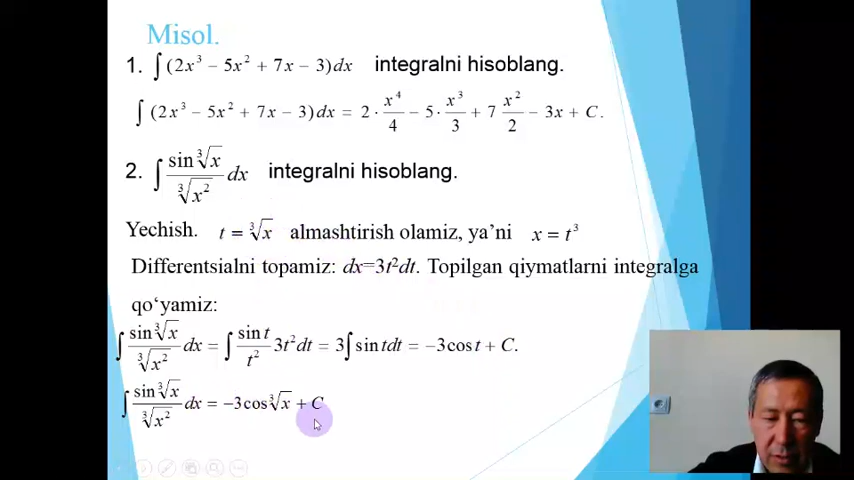 Misol.
1. ∫(2x³ − 5x² + 7x − 3)dx integralni hisoblang.
∫(2x³ − 5x² + 7x − 3)dx = 2·x⁴/4 − 5·x³/3 + 7 x²/2 − 3x + C.
2. ∫ sin∛x/∛x² dx integralni hisoblang.
Yechish. t = ∛x almashtirish olamiz, ya’ni x = t³
Differentsialni topamiz: dx=3t²dt. Topilgan qiymatlarni integralga
qo‘yamiz:
∫ sin∛x/∛x² dx = ∫ sin t/t² 3t²dt = 3∫ sin tdt = −3cos t + C.
∫ sin∛x/∛x² dx = −3cos∛x + C